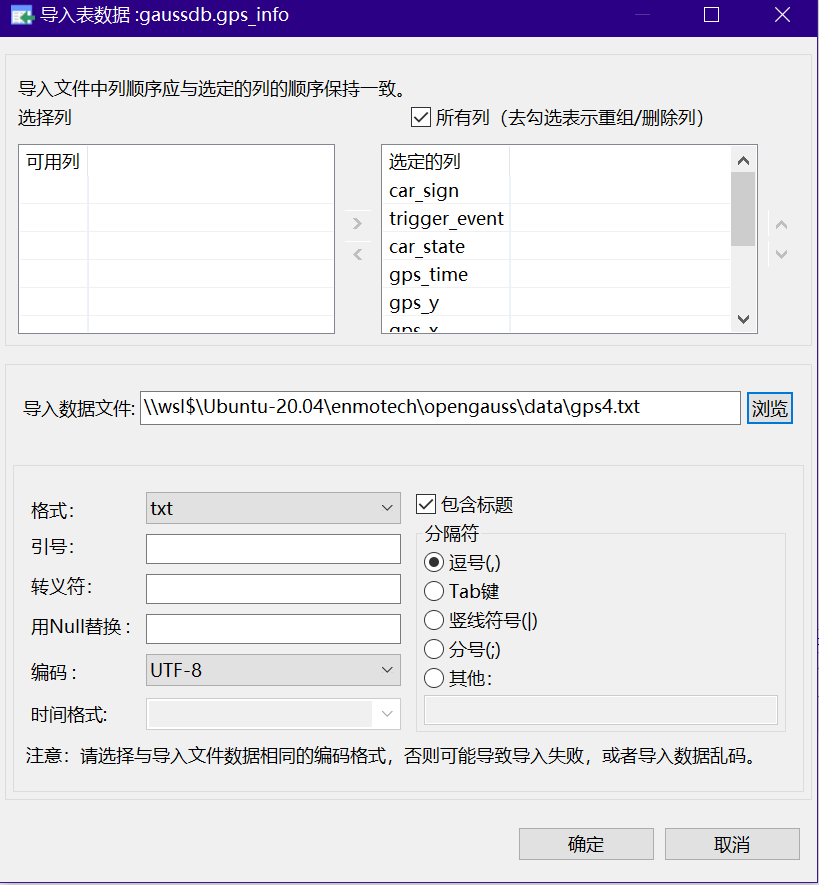 导入表数据 :gaussdb.gps_info
导入文件中列顺序应与选定的列的顺序保持一致。
选择列
所有列（去勾选表示重组/删除列）
可用列
选定的列
car_sign
trigger_event
car_state
gps_time
gps_y
gps_x
导入数据文件:
\\wsl$\Ubuntu-20.04\enmotech\opengauss\data\gps4.txt
浏览
格式:
txt
包含标题
引号:
分隔符
逗号(,)
转义符:
Tab键
用Null替换 :
竖线符号(|)
分号(;)
编码 :
UTF-8
其他:
时间格式:
注意：请选择与导入文件数据相同的编码格式，否则可能导致导入失败，或者导入数据乱码。
确定
取消